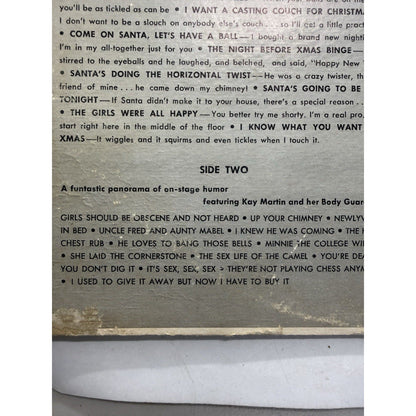 you'll be as tickled as can be • I WANT A CASTING COUCH FOR CHRISTM
I don't want to be a slouch on anybody else's couch . . . so I'll get a little pract
• COME ON SANTA, LET'S HAVE A BALL—I bought a brand new nighti
I'm in my all-together just for you • THE NIGHT BEFORE XMAS BINGE—
stirred to the eyeballs and he laughed, and belched, and said, "Happy New
• SANTA'S DOING THE HORIZONTAL TWIST—He was a crazy twister, th
friend of mine . . . he came down my chimney! • SANTA'S GOING TO BE
TONIGHT—If Santa didn't make it to your house, there's a special reason . .
• THE GIRLS WERE ALL HAPPY—You better try me shorty. I'm a real pro.
start right here in the middle of the floor • I KNOW WHAT YOU WANT
XMAS—It wiggles and it squirms and even tickles when I touch it.
SIDE TWO
A funtastic panorama of on-stage humor
featuring Kay Martin and her Body Guar
GIRLS SHOULD BE OBSCENE AND NOT HEARD • UP YOUR CHIMNEY • NEWLYW
IN BED • UNCLE FRED AND AUNTY MABEL • I KNEW HE WAS COMING • THE H
CHEST RUB • HE LOVES TO BANG THOSE BELLS • MINNIE THE COLLEGE WID
• SHE LAID THE CORNERSTONE • THE SEX LIFE OF THE CAMEL • YOU'RE DEA
YOU DON'T DIG IT • IT'S SEX, SEX, SEX • THEY'RE NOT PLAYING CHESS ANYM
• I USED TO GIVE IT AWAY BUT NOW I HAVE TO BUY IT